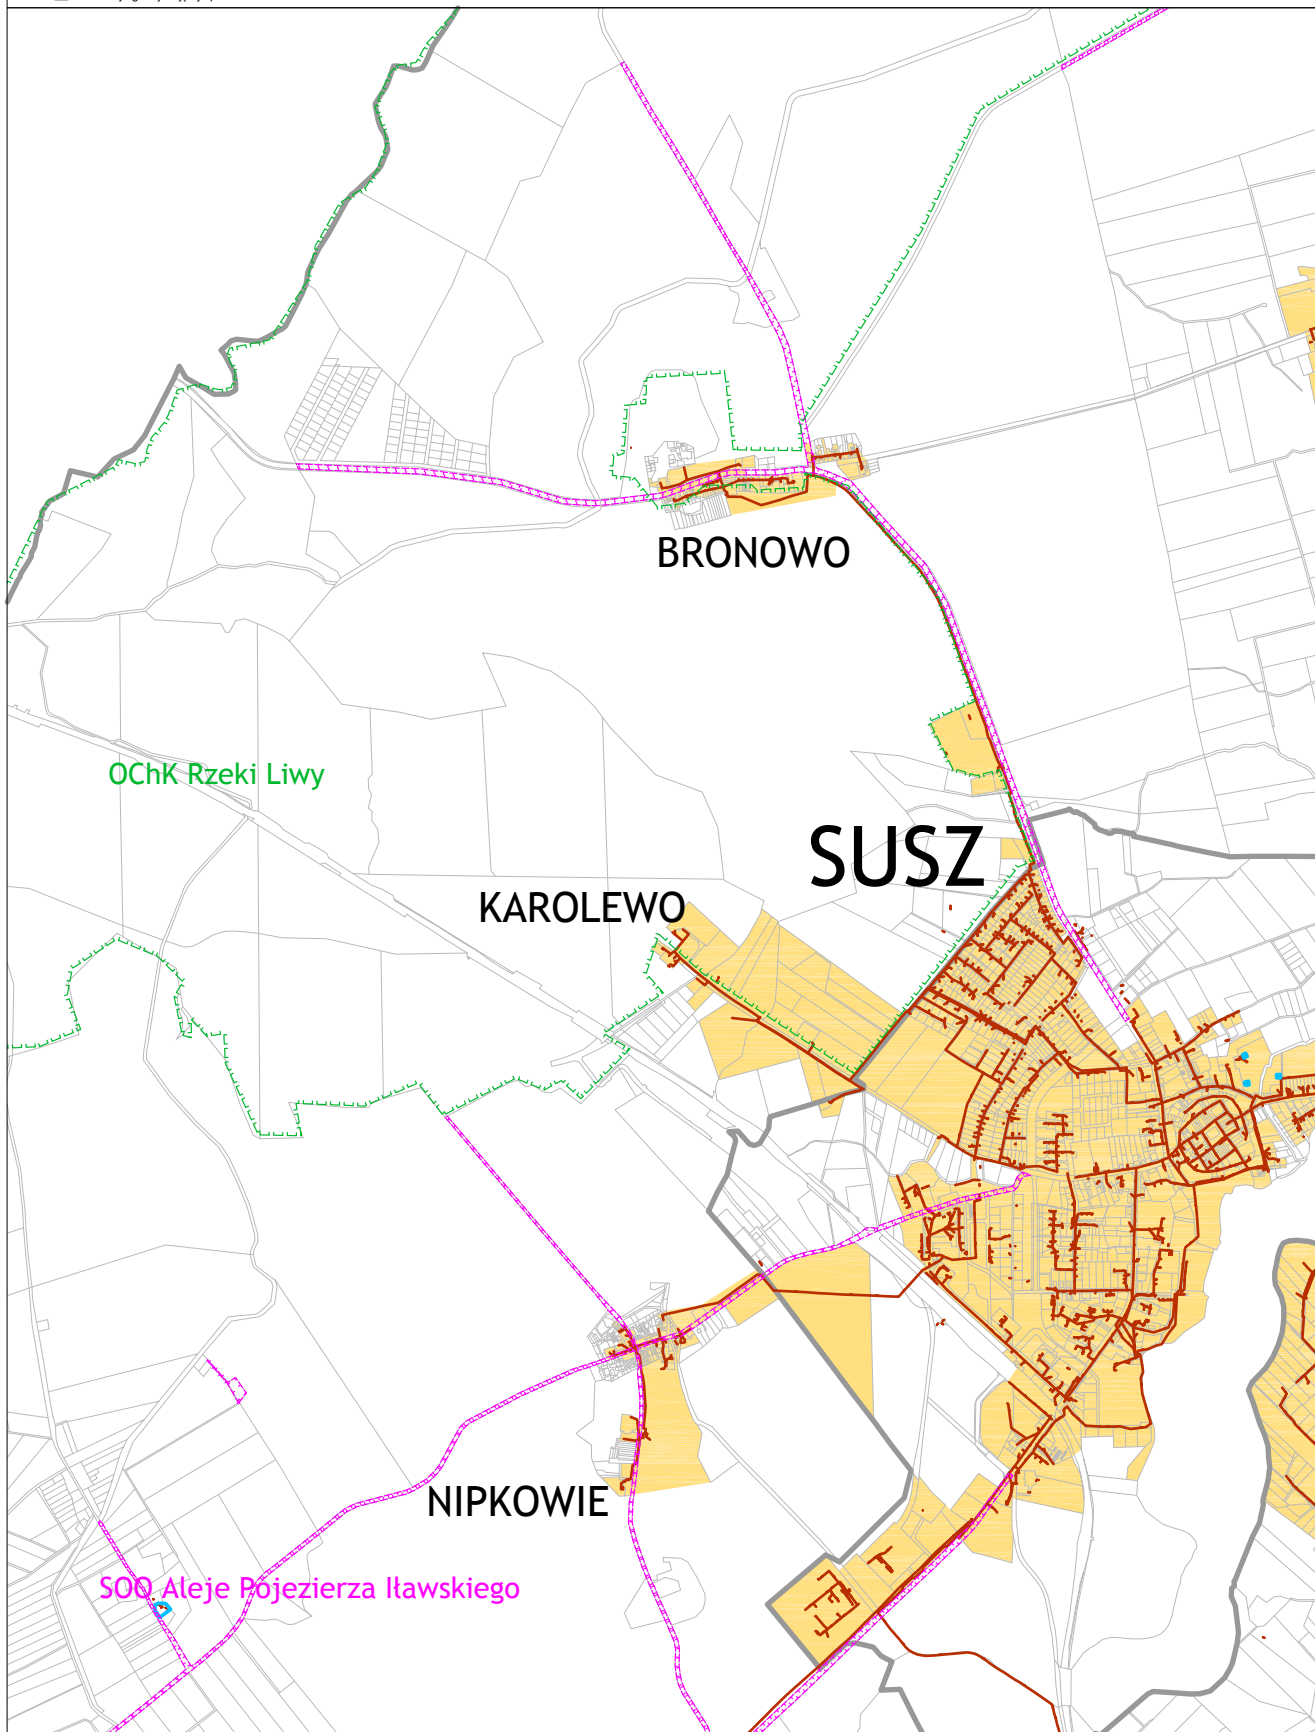 BRONOWO
OChK Rzeki Liwy
SUSZ
KAROLEWO
NIPKOWIE
SOO Aleje Pojezierza Iławskiego